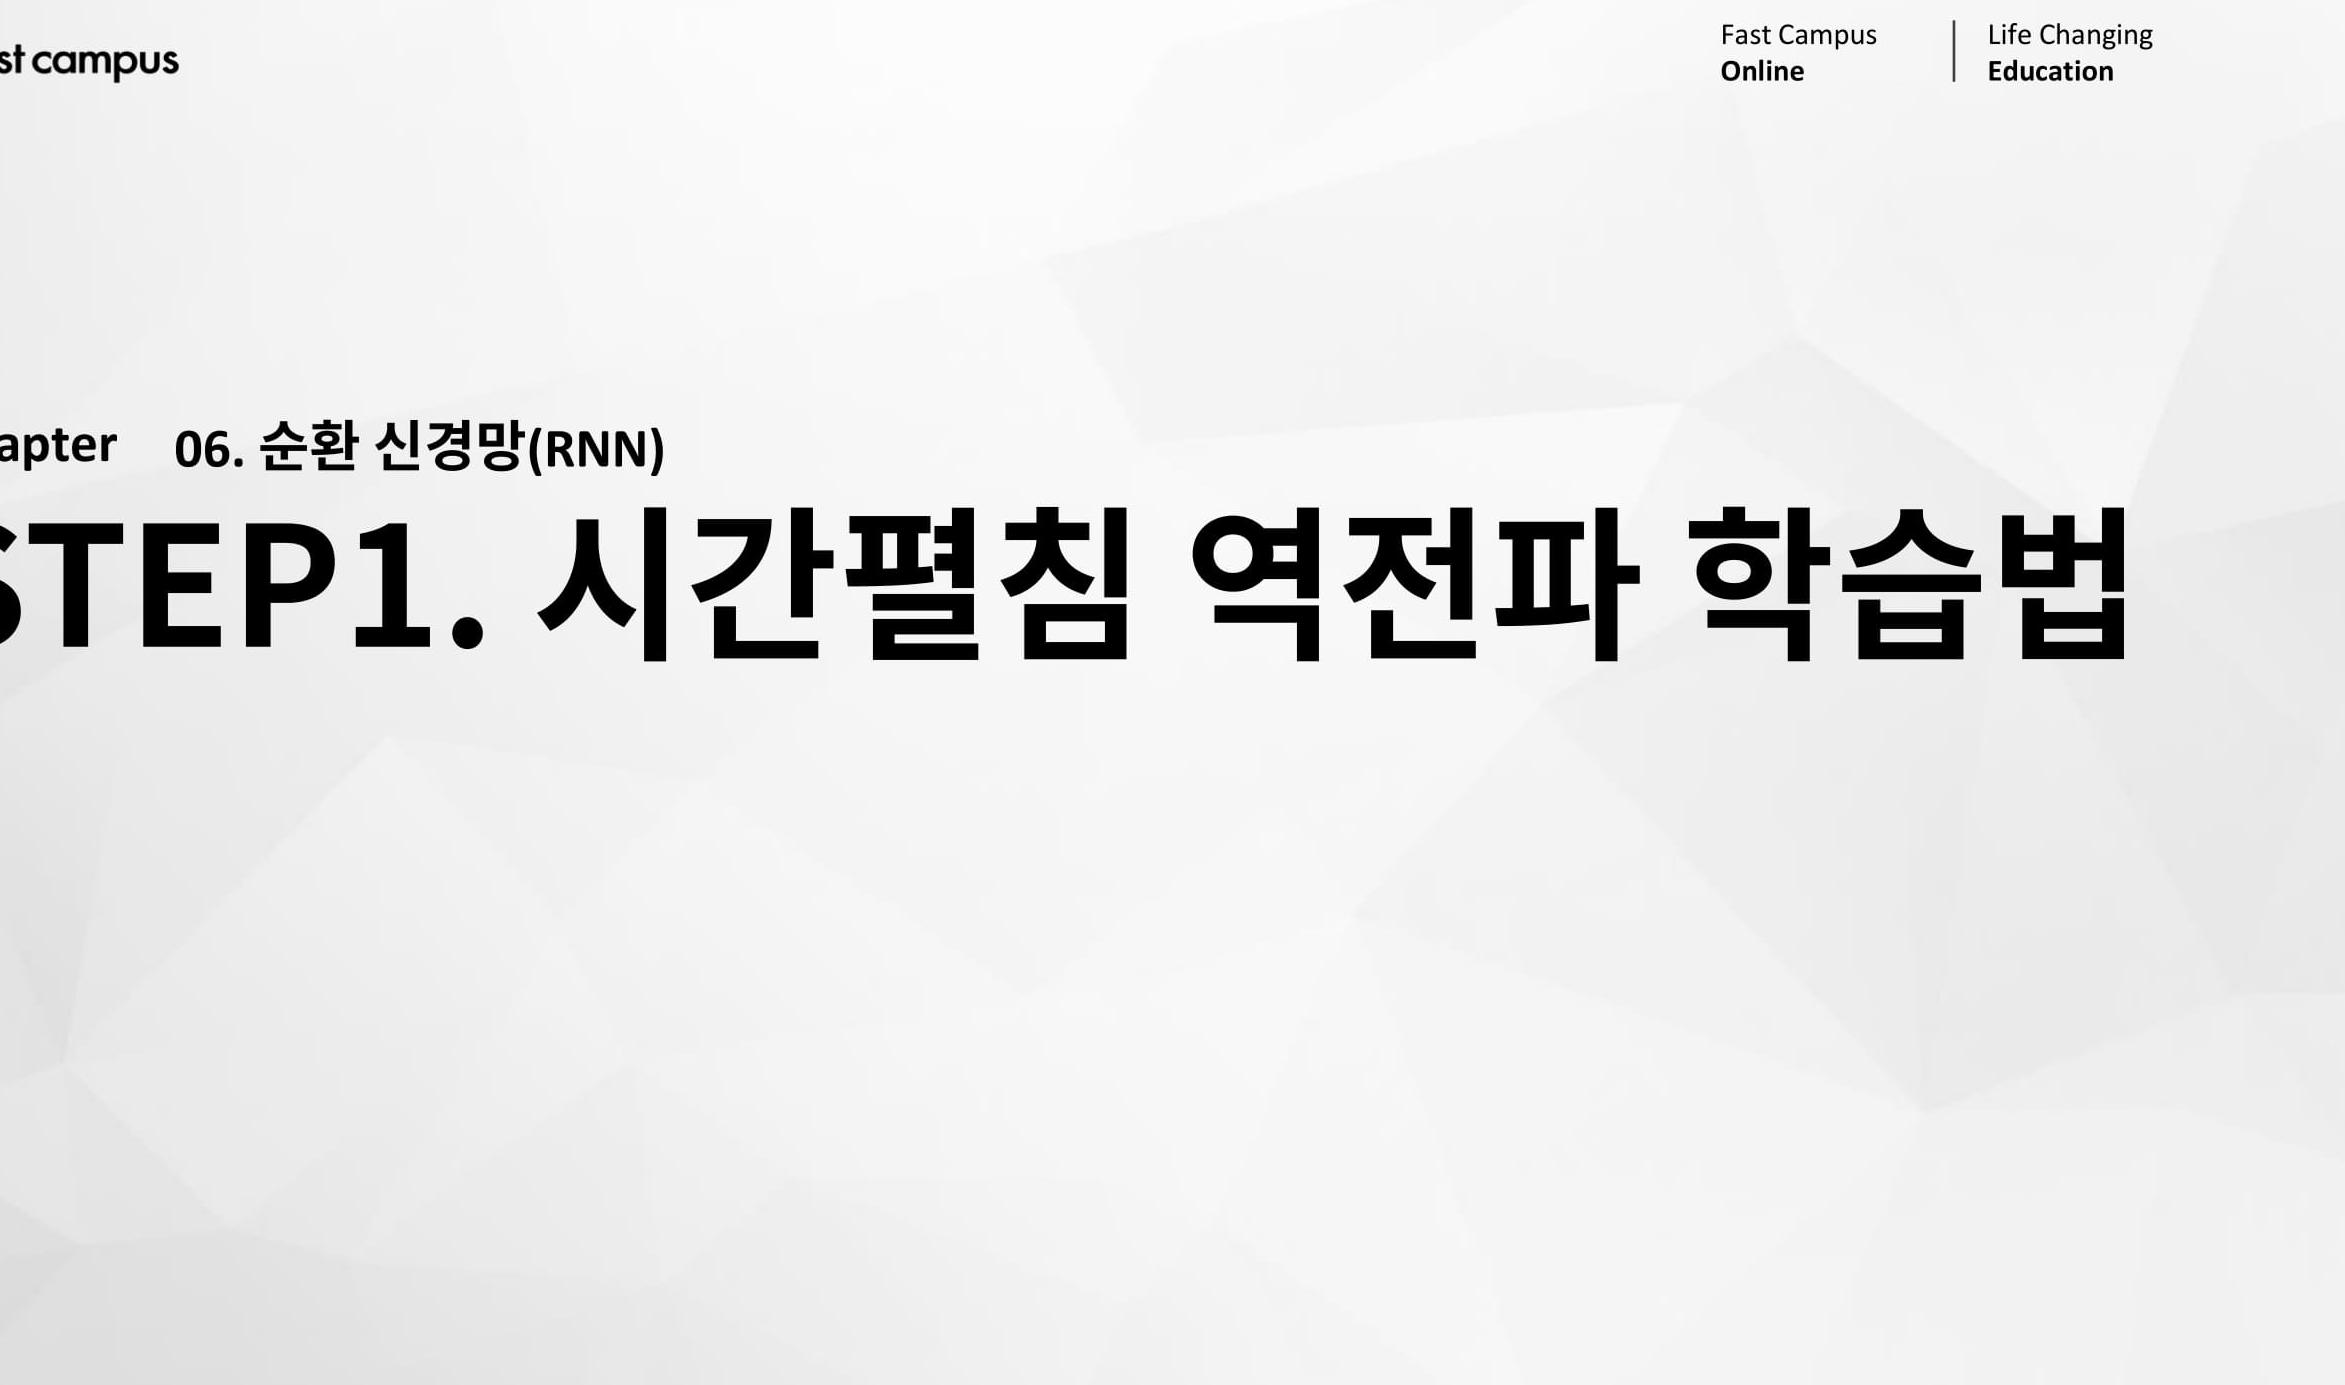 st campus
Fast Campus
Online
Life Changing
Education
apter 06. 순환 신경망(RNN)
STEP1. 시간펼침 역전파 학습법